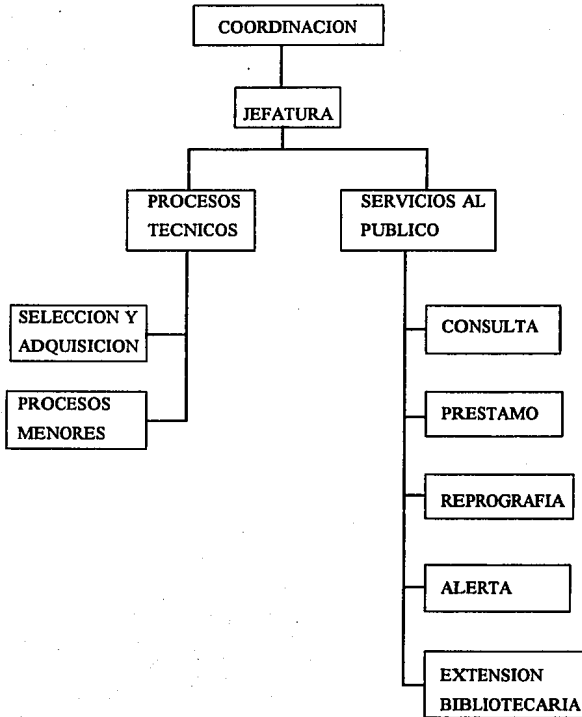 COORDINACION
JEFATURA
PROCESOS
TECNICOS
SERVICIOS AL
PUBLICO
SELECCION Y
ADQUISICION
PROCESOS
MENORES
CONSULTA
PRESTAMO
REPROGRAFIA
ALERTA
EXTENSION
BIBLIOTECARIA